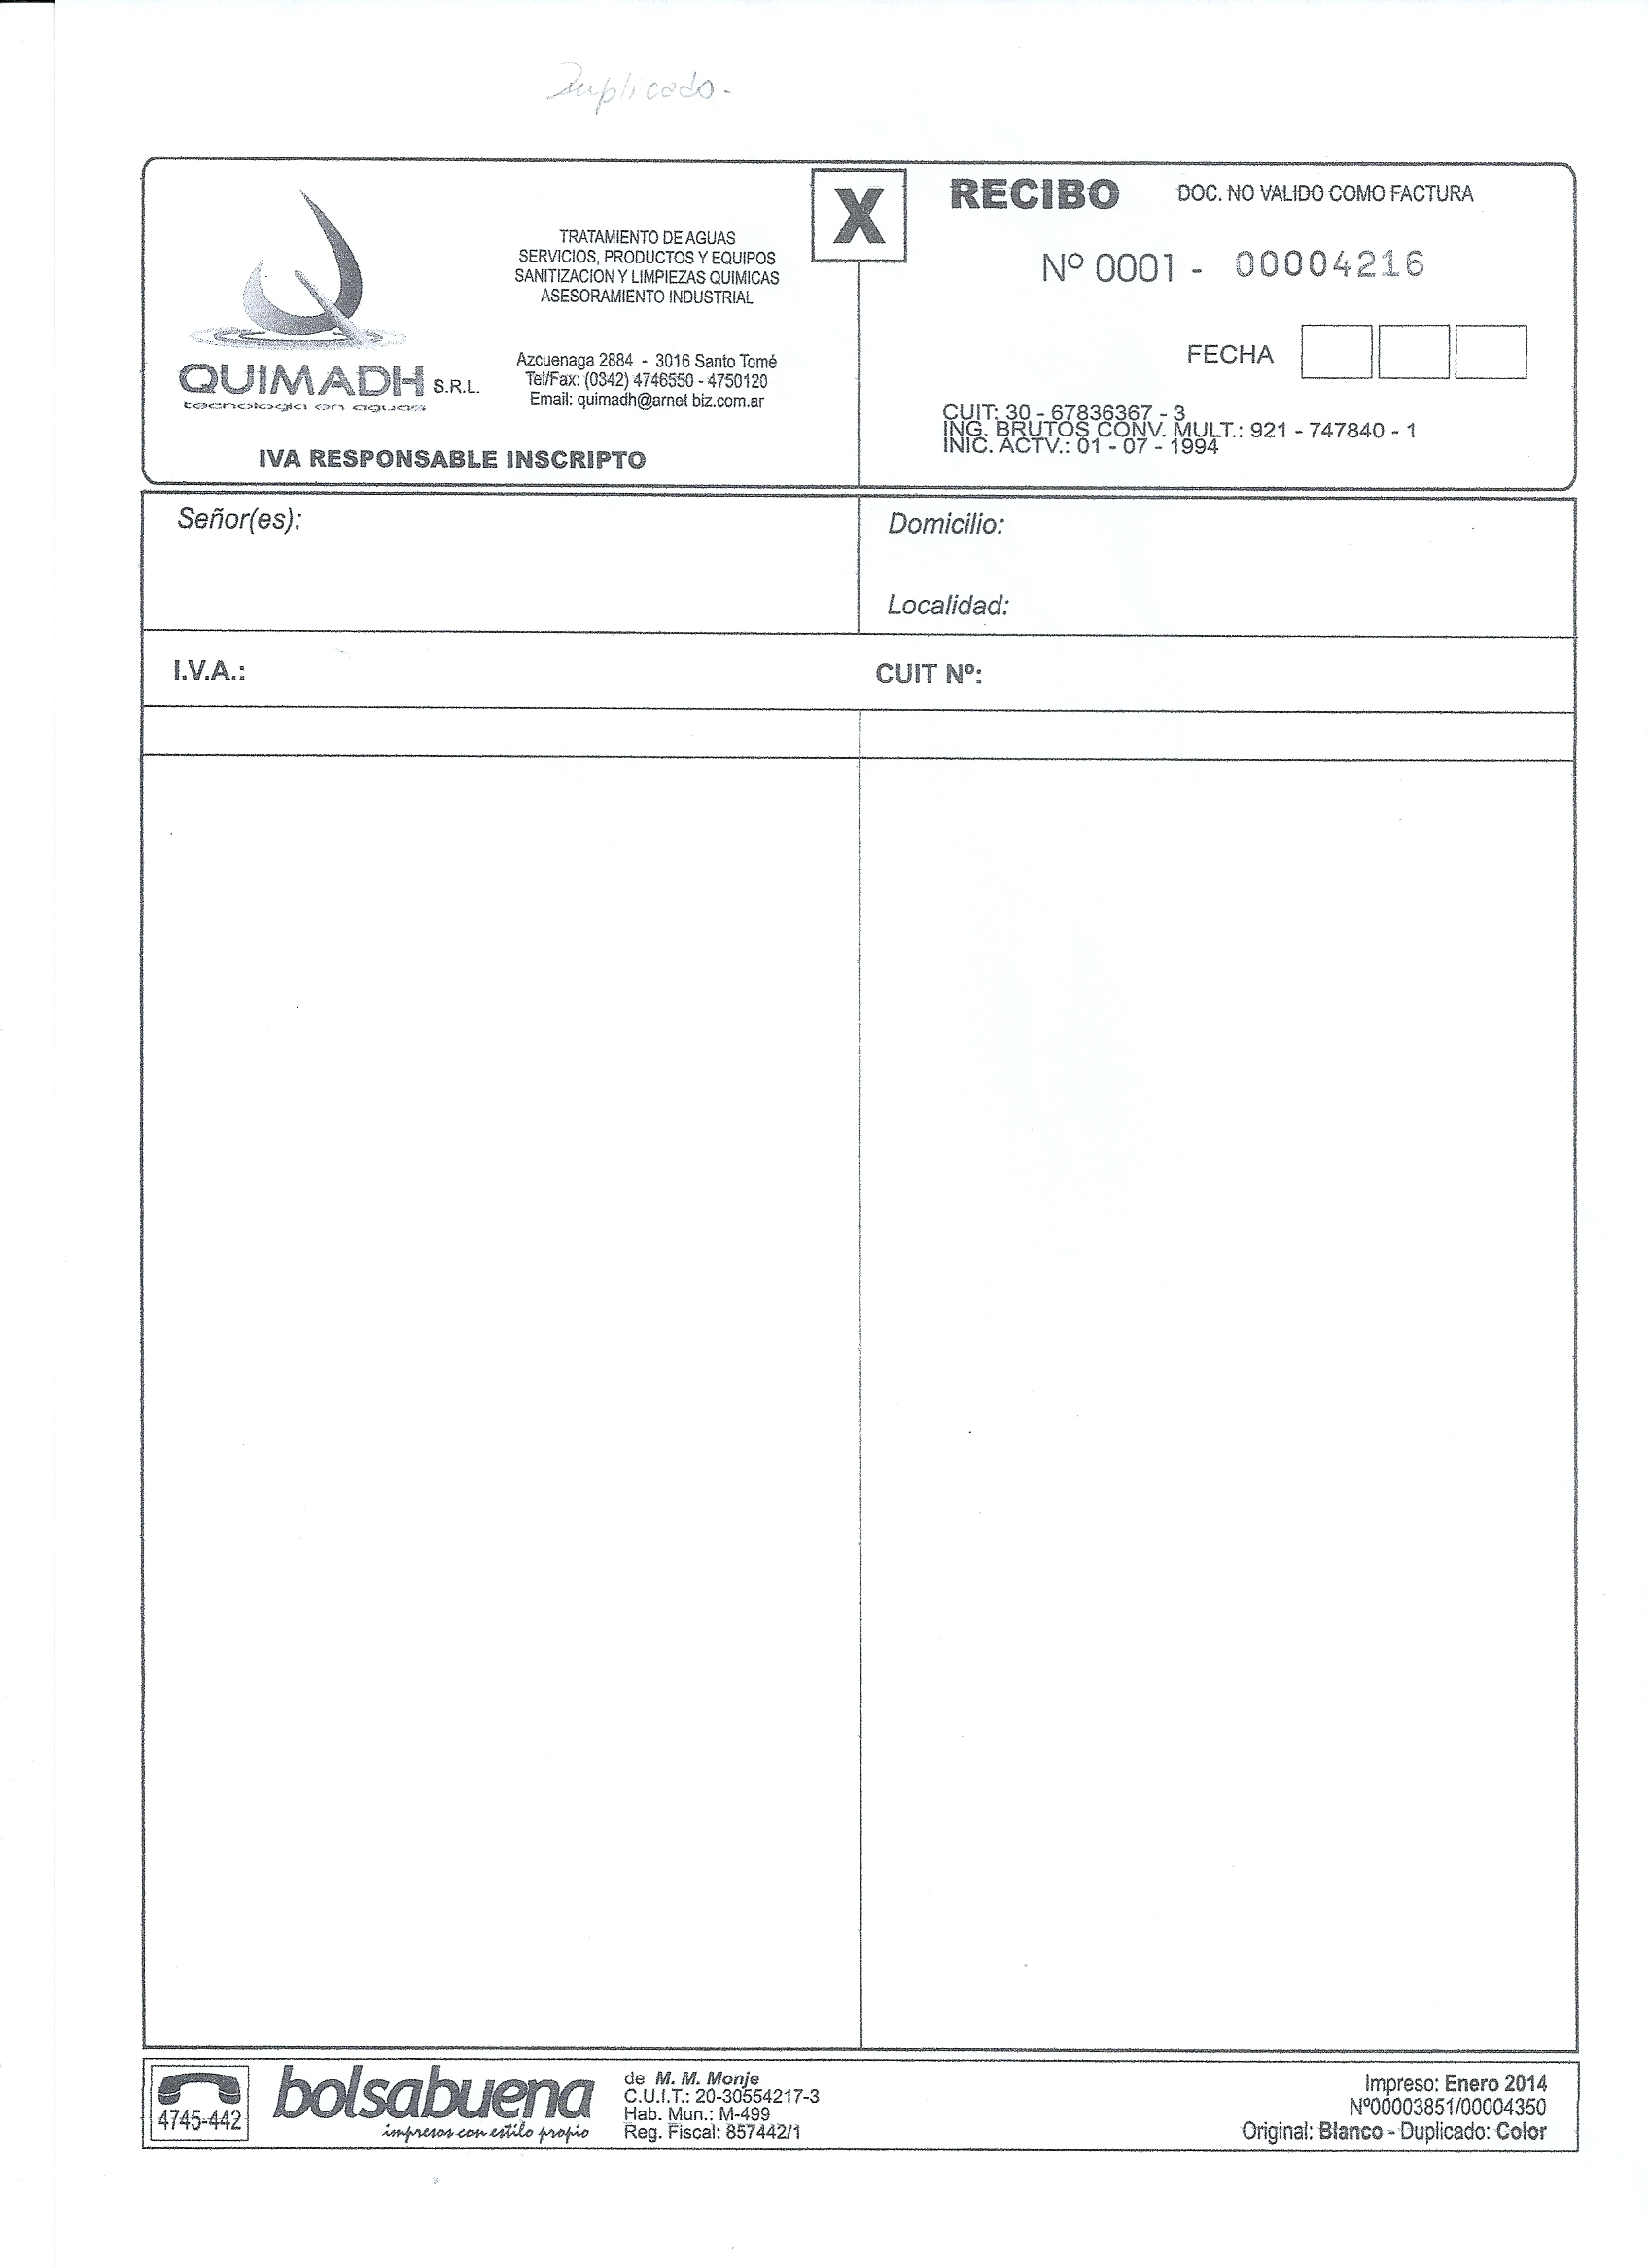 Duplicado.-
TRATAMIENTO DE AGUAS
SERVICIOS, PRODUCTOS Y EQUIPOS
SANITIZACION Y LIMPIEZAS QUIMICAS
ASESORAMIENTO INDUSTRIAL
Azcuenaga 2884 - 3016 Santo Tomé
Tel/Fax: (0342) 4746550 - 4750120
Email: quimadh@arnet biz.com.ar
QUIMADH S.R.L.
tecnologia en aguas
IVA RESPONSABLE INSCRIPTO
X
RECIBO DOC. NO VALIDO COMO FACTURA
Nº 0001 - 00004216
FECHA
CUIT: 30 - 67836367 - 3
ING. BRUTOS CONV. MULT.: 921 - 747840 - 1
INIC. ACTV.: 01 - 07 - 1994
Señor(es):
Domicilio:
Localidad:
I.V.A.:
CUIT Nº:
4745-442
bolsabuena
impresos con estilo propio
de M. M. Monje
C.U.I.T.: 20-30554217-3
Hab. Mun.: M-499
Reg. Fiscal: 857442/1
Impreso: Enero 2014
Nº00003851/00004350
Original: Blanco - Duplicado: Color